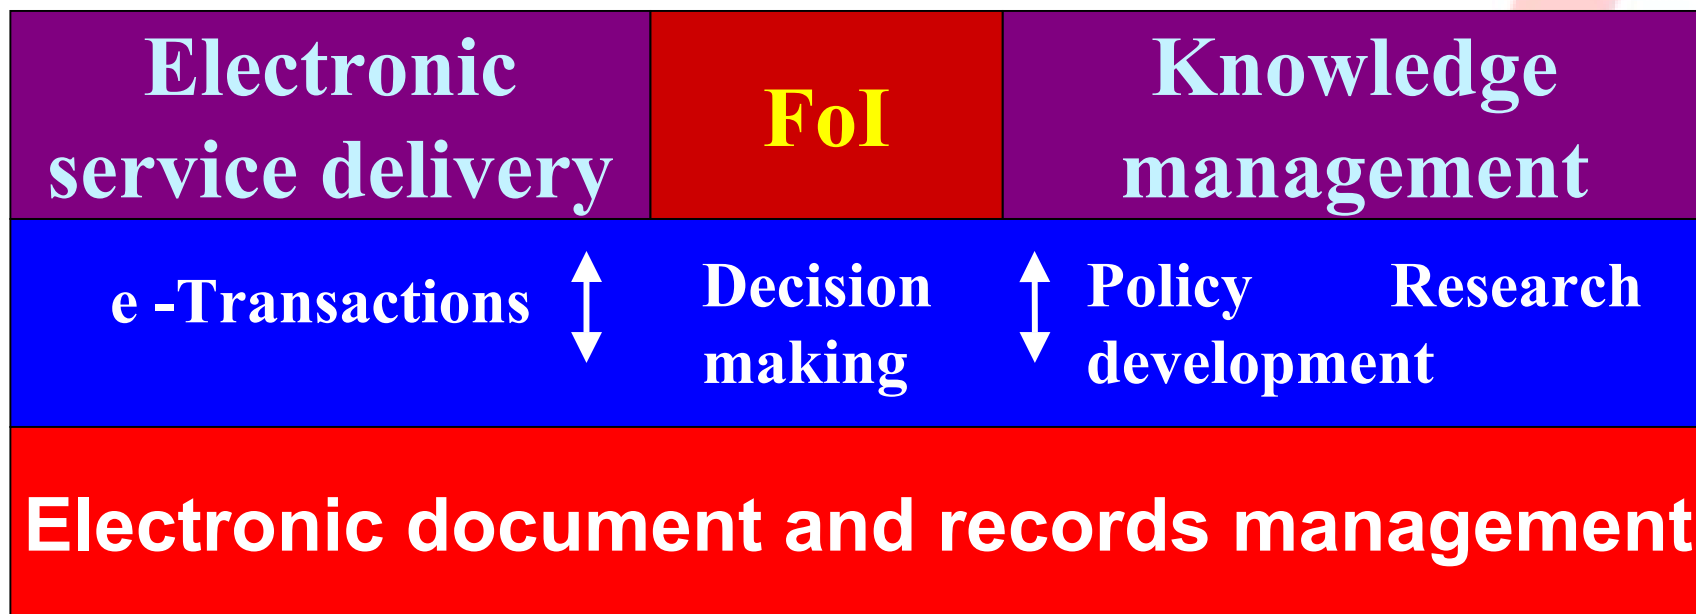 Electronic
service delivery
FoI
Knowledge
management
e -Transactions
Decision
making
Policy Research
development
Electronic document and records management